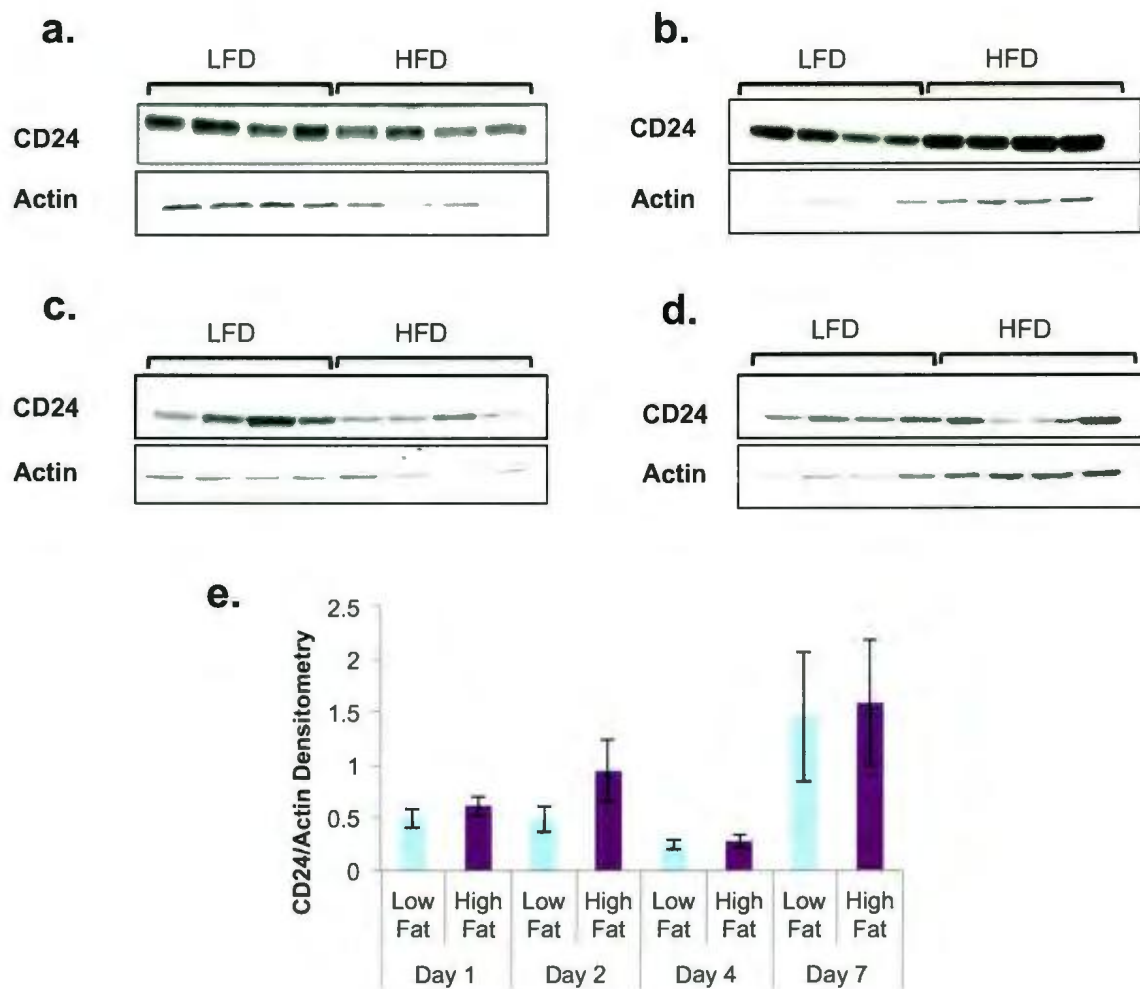 a.
LFD HFD
CD24
Actin
b.
LFD HFD
CD24
Actin
c.
LFD HFD
CD24
Actin
d.
LFD HFD
CD24
Actin
e.
CD24/Actin Densitometry
2.5
2
1.5
1
0.5
0
Low Fat High Fat Low Fat High Fat Low Fat High Fat Low Fat High Fat
Day 1 Day 2 Day 4 Day 7